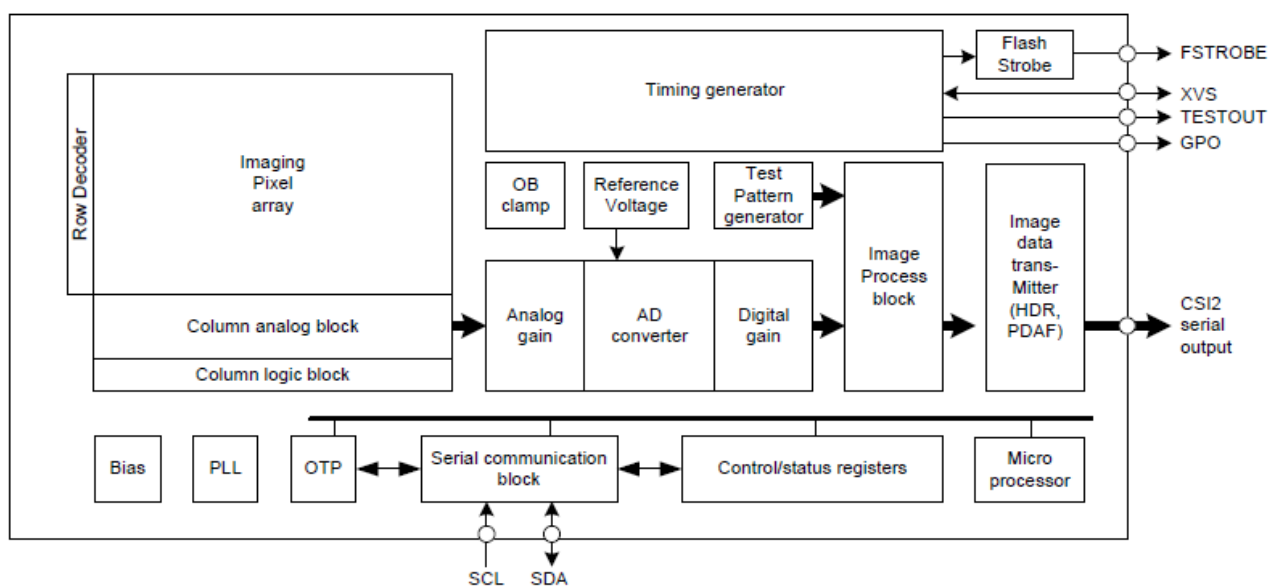 Flash
Strobe
FSTROBE
Timing generator
XVS
TESTOUT
GPO
Row Decoder
Imaging
Pixel
array
OB
clamp
Reference
Voltage
Test
Pattern
generator
Image
Process
block
Image
data
trans-
Mitter
(HDR,
PDAF)
Column analog block
Analog
gain
AD
converter
Digital
gain
CSI2
serial
output
Column logic block
Bias
PLL
OTP
Serial communication
block
Control/status registers
Micro
processor
SCL
SDA